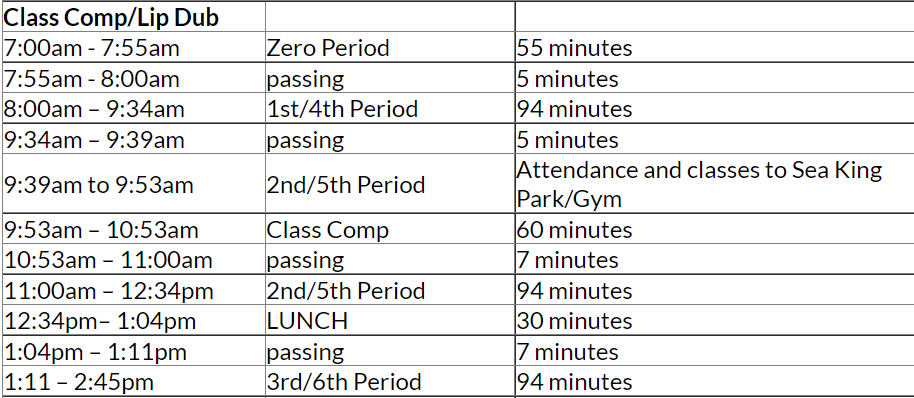 Class Comp/Lip Dub
7:00am - 7:55am Zero Period 55 minutes
7:55am - 8:00am passing 5 minutes
8:00am – 9:34am 1st/4th Period 94 minutes
9:34am – 9:39am passing 5 minutes
9:39am to 9:53am 2nd/5th Period Attendance and classes to Sea King
Park/Gym
9:53am – 10:53am Class Comp 60 minutes
10:53am – 11:00am passing 7 minutes
11:00am – 12:34pm 2nd/5th Period 94 minutes
12:34pm– 1:04pm LUNCH 30 minutes
1:04pm – 1:11pm passing 7 minutes
1:11 – 2:45pm 3rd/6th Period 94 minutes